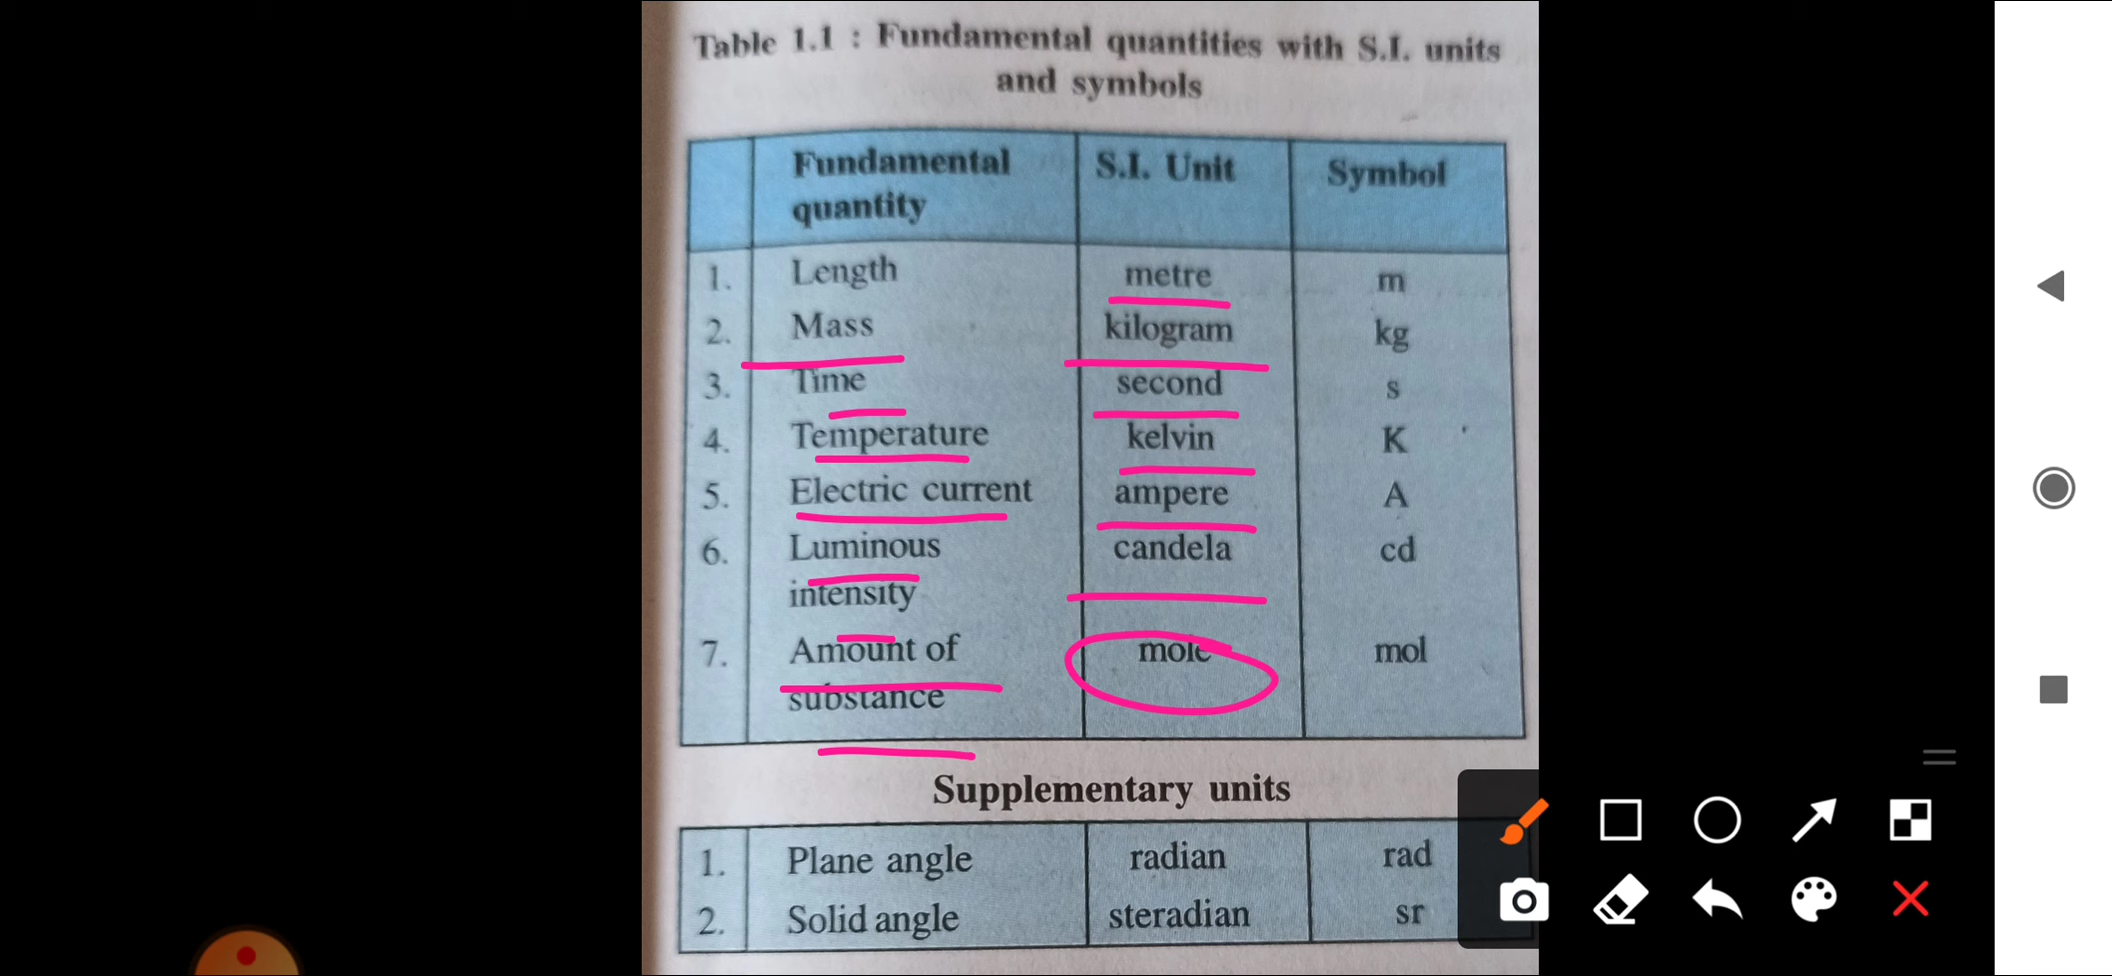 Table 1.1 : Fundamental quantities with S.I. units
and symbols
Fundamental quantity S.I. Unit Symbol
1. Length metre m
2. Mass kilogram kg
3. Time second s
4. Temperature kelvin K
5. Electric current ampere A
6. Luminous intensity candela cd
7. Amount of substance mole mol
Supplementary units
1. Plane angle radian rad
2. Solid angle steradian sr